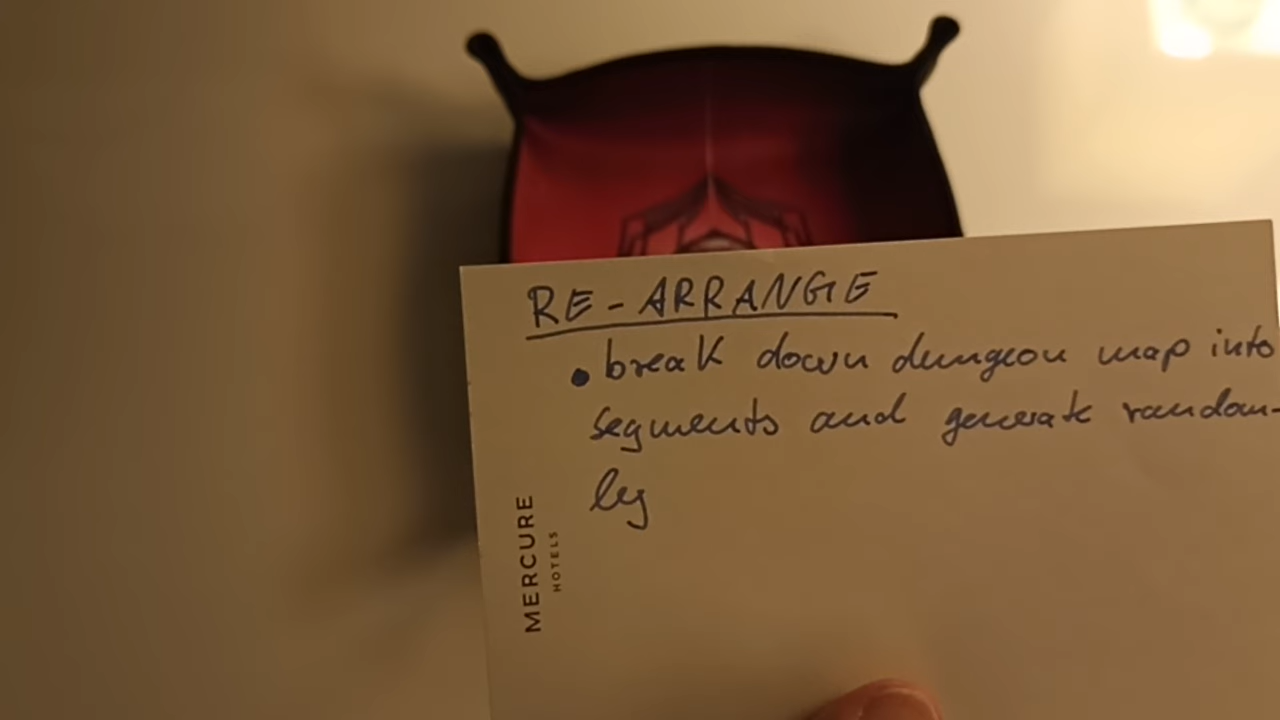 RE-ARRANGE
• break down dungeon map into
segments and generate random-
ly
MERCURE
HOTELS